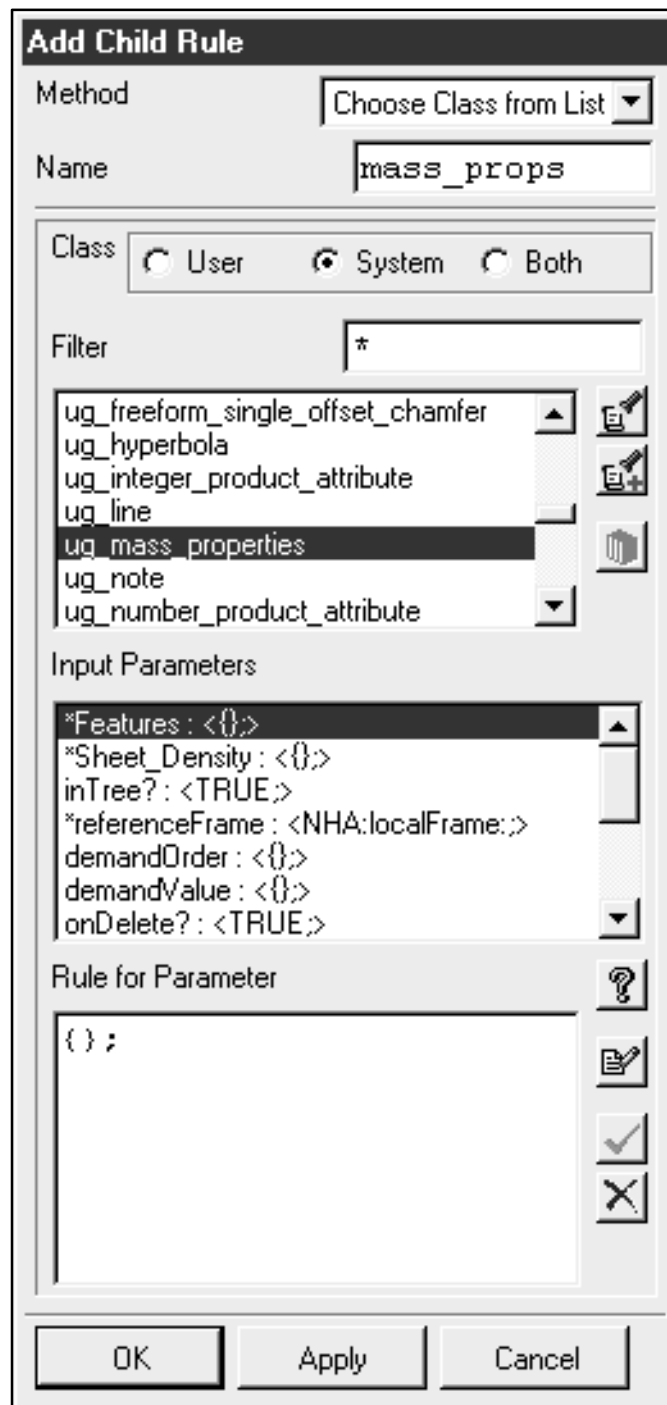 Add Child Rule
Method Choose Class from List
Name mass_props
Class User System Both
Filter *
ug_freeform_single_offset_chamfer
ug_hyperbola
ug_integer_product_attribute
ug_line
ug_mass_properties
ug_note
ug_number_product_attribute
Input Parameters
*Features : <{};>
*Sheet_Density : <{};>
inTree? : <TRUE;>
*referenceFrame : <NHA:localFrame:;>
demandOrder : <{};>
demandValue : <{};>
onDelete? : <TRUE;>
Rule for Parameter
{};
OK Apply Cancel